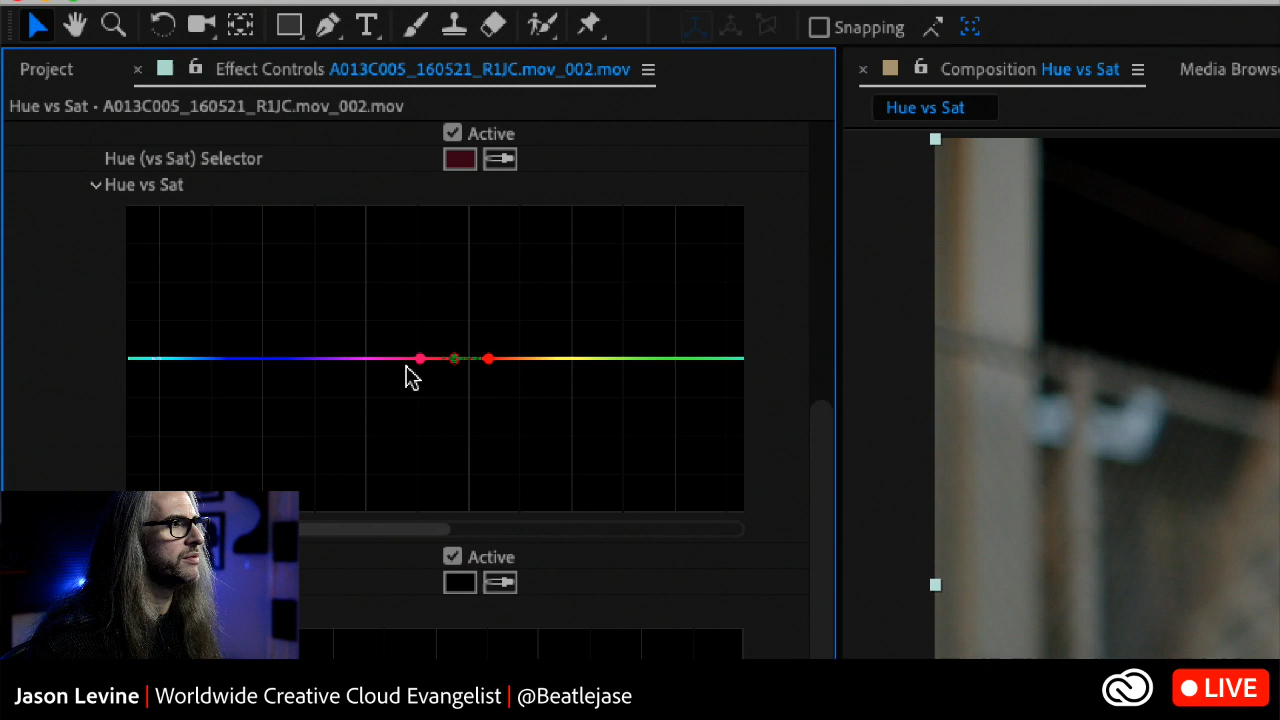 Snapping
Project
× Effect Controls A013C005_160521_R1JC.mov_002.mov
× Composition Hue vs Sat
Media Brows
Hue vs Sat • A013C005_160521_R1JC.mov_002.mov
Hue vs Sat
Active
Hue (vs Sat) Selector
Hue vs Sat
Active
Jason Levine | Worldwide Creative Cloud Evangelist | @Beatlejase
LIVE